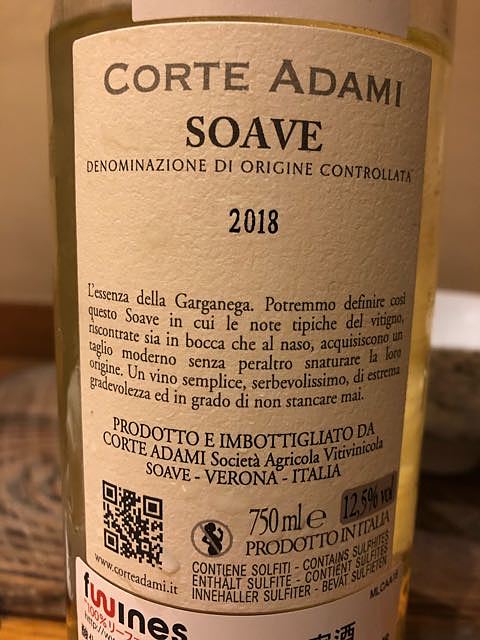 CORTE ADAMI
SOAVE
DENOMINAZIONE DI ORIGINE CONTROLLATA
2018
L'essenza della Garganega. Potremmo definire così
questo Soave in cui le note tipiche del vitigno,
riscontrate sia in bocca che al naso, acquisiscono un
taglio moderno senza peraltro snaturare la loro
origine. Un vino semplice, serbevolissimo, di estrema
gradevolezza ed in grado di non stancare mai.
PRODOTTO E IMBOTTIGLIATO DA
CORTE ADAMI Società Agricola Vitivinicola
SOAVE - VERONA - ITALIA
750 ml e 12,5% vol
PRODOTTO IN ITALIA
www.corteadami.it
CONTIENE SOLFITI - CONTAINS SULPHITES
ENTHÄLT SULFITE - CONTIENT SULFITES
INNEHÅLLER SULFITER - BEVAT SULFIETEN
fwines